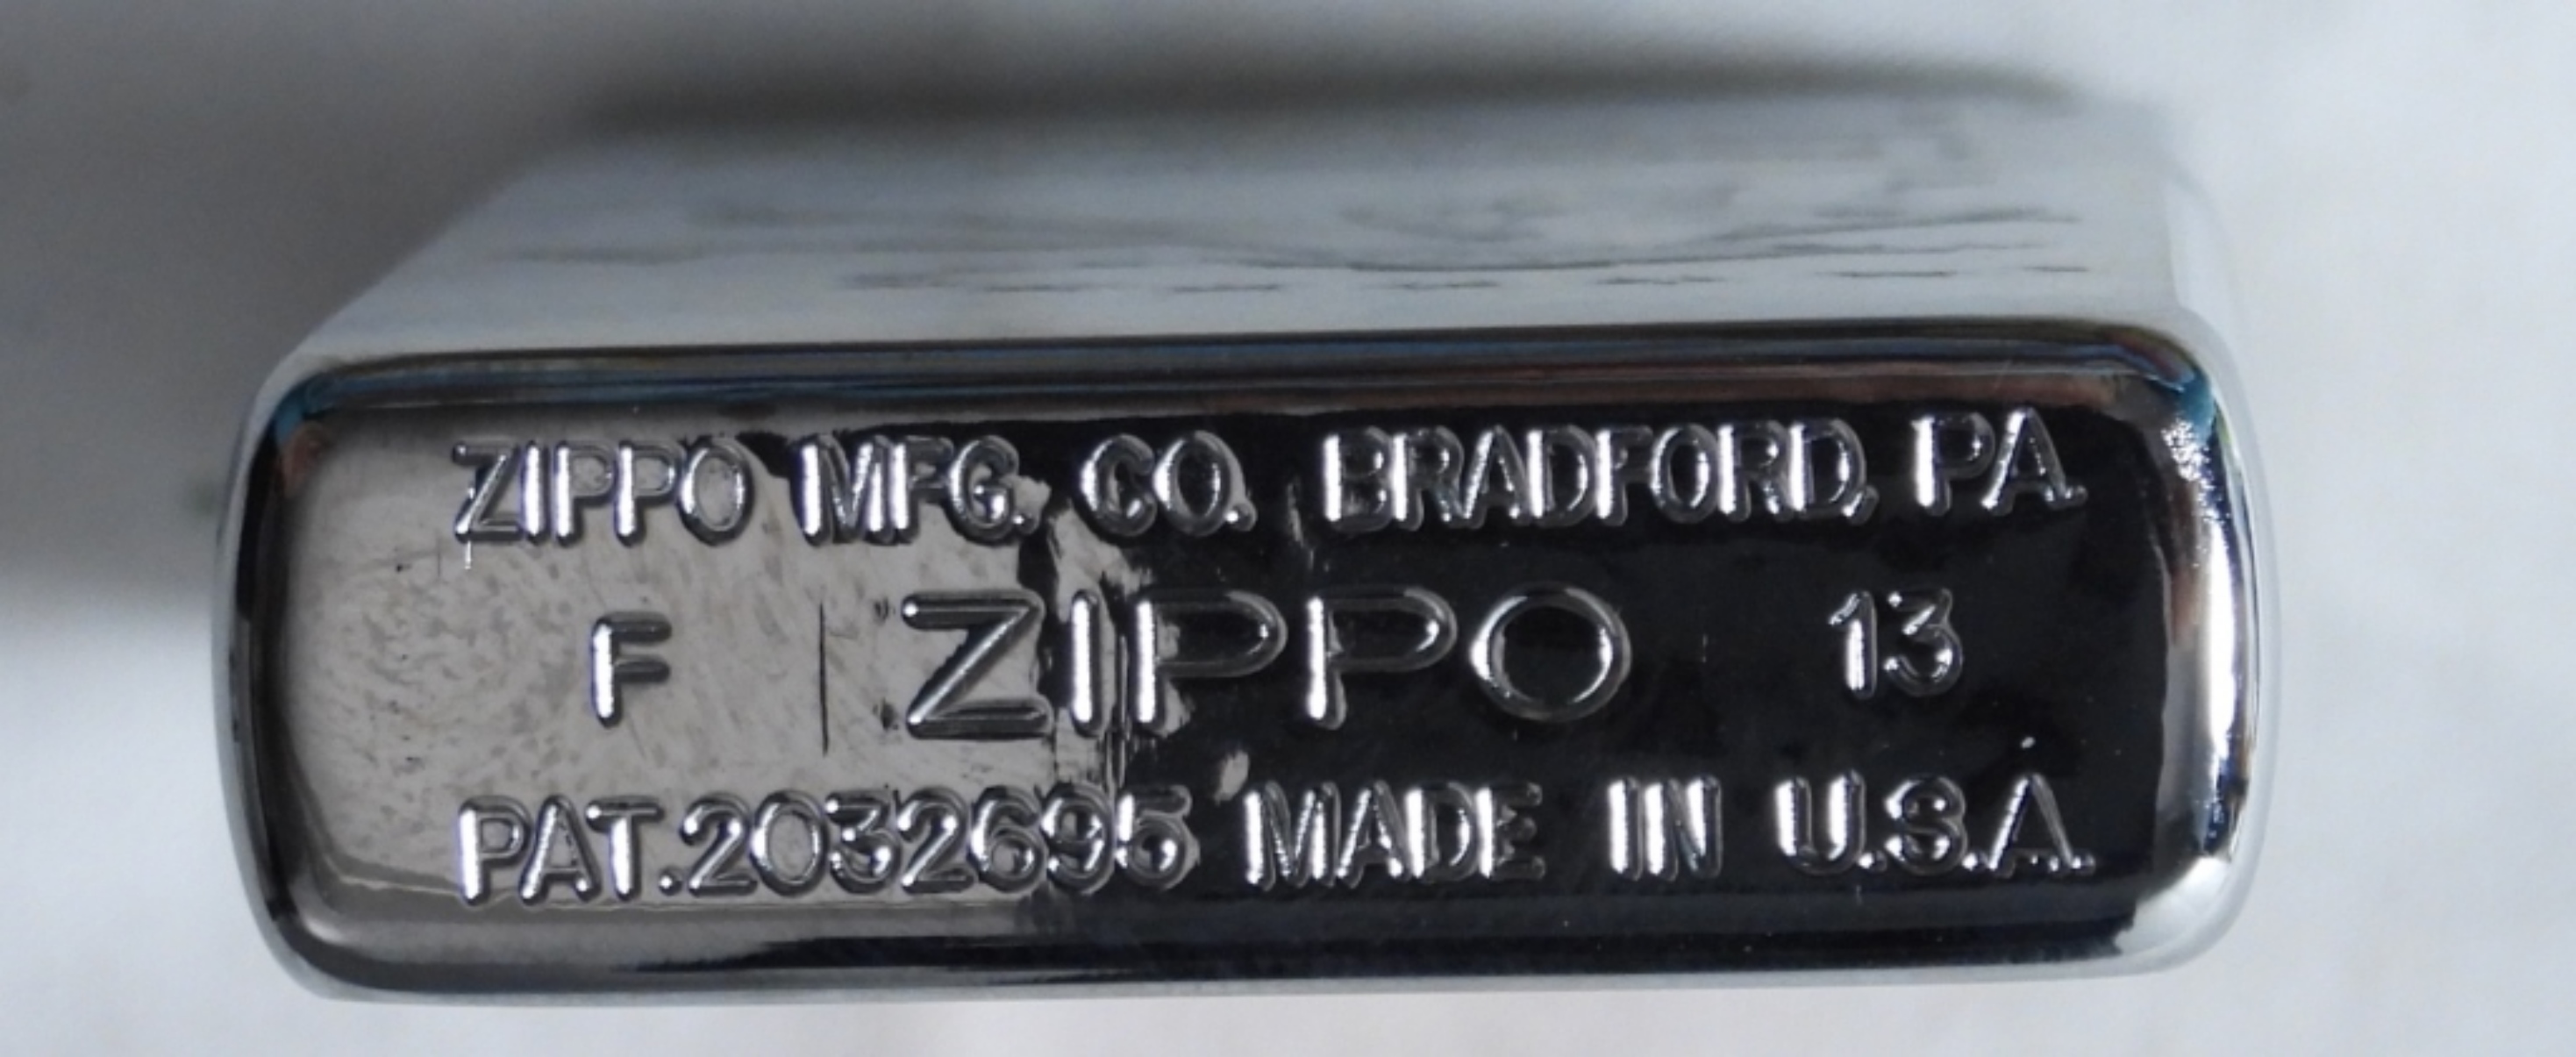 ZIPPO MFG. CO. BRADFORD, PA.
F ZIPPO 13
PAT.2032695 MADE IN U.S.A.